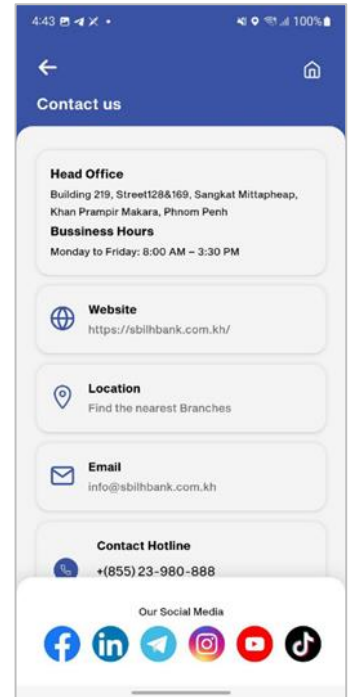 4:43
100%
Contact us
Head Office
Building 219, Street128&169, Sangkat Mittapheap,
Khan Prampir Makara, Phnom Penh
Bussiness Hours
Monday to Friday: 8:00 AM – 3:30 PM
Website
https://sbilhbank.com.kh/
Location
Find the nearest Branches
Email
info@sbilhbank.com.kh
Contact Hotline
+(855) 23-980-888
Our Social Media